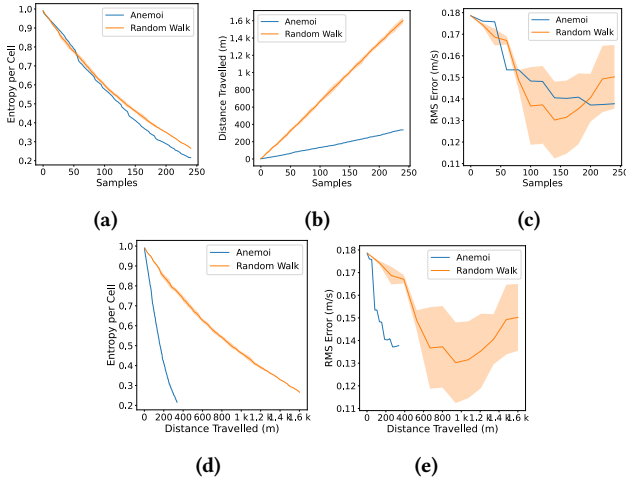 1.0
0.9
0.8
0.7
0.6
0.5
0.4
0.3
0.2
Entropy per Cell
Anemoi
Random Walk
0 50 100 150 200 250
Samples
(a)
1.6 k
1.4 k
1.2 k
1 k
800
600
400
200
0
Distance Travelled (m)
Anemoi
Random Walk
0 50 100 150 200 250
Samples
(b)
0.18
0.17
0.16
0.15
0.14
0.13
0.12
0.11
RMS Error (m/s)
Anemoi
Random Walk
0 50 100 150 200 250
Samples
(c)
1.0
0.9
0.8
0.7
0.6
0.5
0.4
0.3
0.2
Entropy per Cell
Anemoi
Random Walk
0 200 400 600 800 1 k 1.2 k 1.4 k 1.6 k
Distance Travelled (m)
(d)
0.18
0.17
0.16
0.15
0.14
0.13
0.12
0.11
RMS Error (m/s)
Anemoi
Random Walk
0 200 400 600 800 1 k 1.2 k 1.4 k 1.6 k
Distance Travelled (m)
(e)